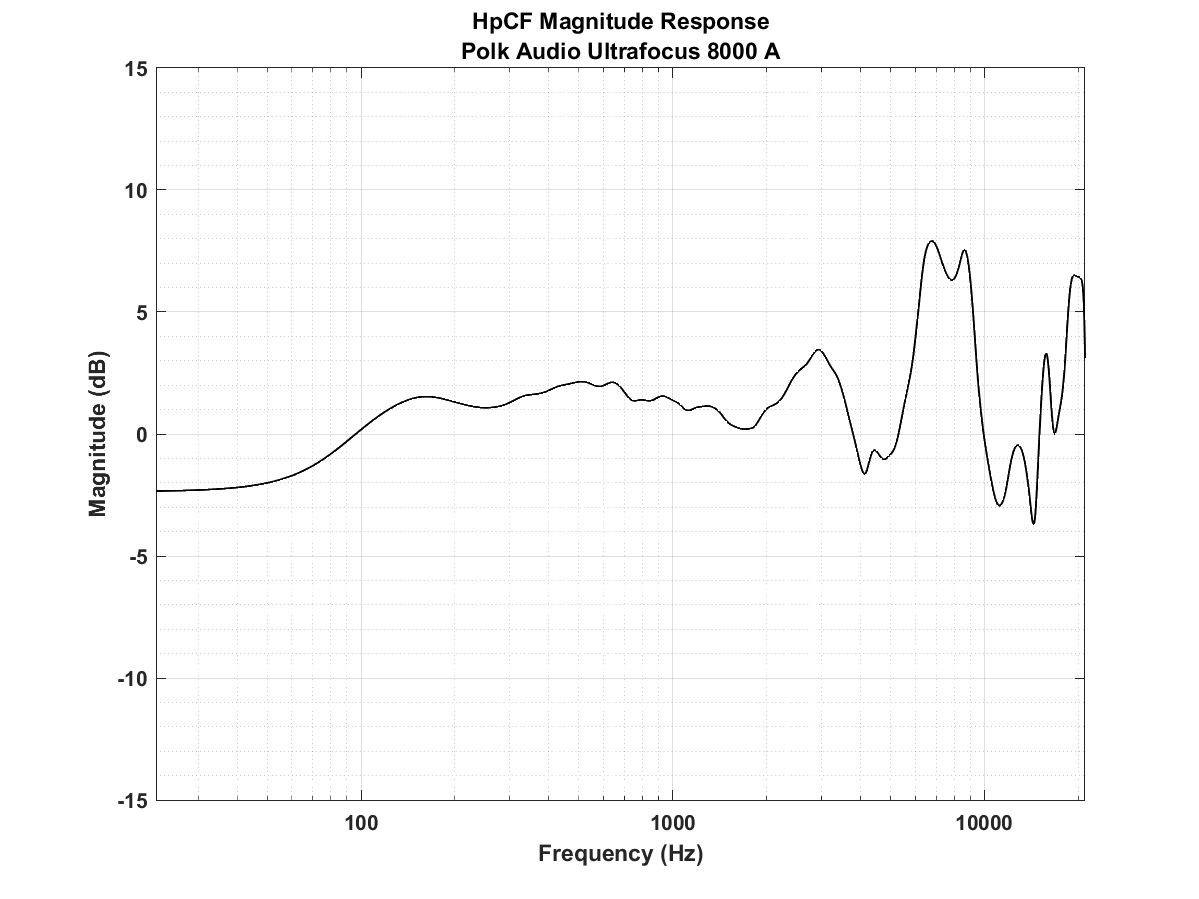 HpCF Magnitude Response
Polk Audio Ultrafocus 8000 A
15
10
5
0
-5
-10
-15
Magnitude (dB)
100
1000
10000
Frequency (Hz)